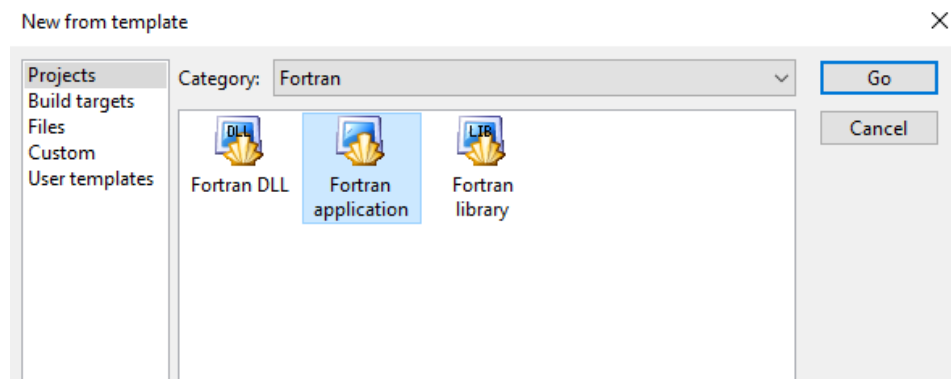 New from template
Projects
Build targets
Files
Custom
User templates
Category: Fortran
Go
Cancel
DLL
LIB
Fortran DLL
Fortran
application
Fortran
library